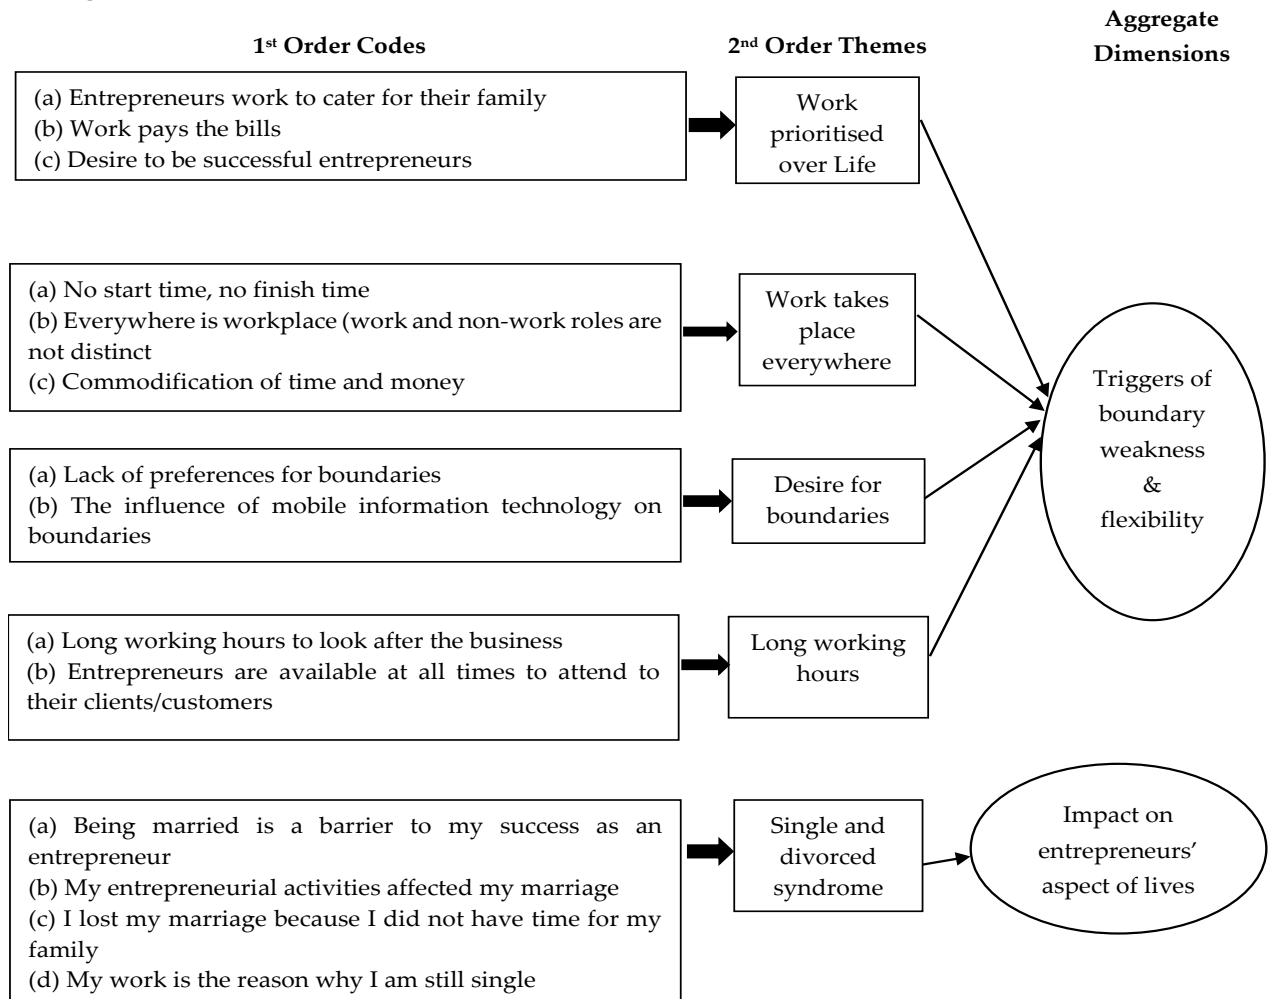 1st Order Codes
2nd Order Themes
Aggregate
Dimensions
(a) Entrepreneurs work to cater for their family
(b) Work pays the bills
(c) Desire to be successful entrepreneurs
Work
prioritised
over Life
(a) No start time, no finish time
(b) Everywhere is workplace (work and non-work roles are
not distinct
(c) Commodification of time and money
Work takes
place
everywhere
(a) Lack of preferences for boundaries
(b) The influence of mobile information technology on
boundaries
Desire for
boundaries
(a) Long working hours to look after the business
(b) Entrepreneurs are available at all times to attend to
their clients/customers
Long working
hours
Triggers of
boundary
weakness
&
flexibility
(a) Being married is a barrier to my success as an
entrepreneur
(b) My entrepreneurial activities affected my marriage
(c) I lost my marriage because I did not have time for my
family
(d) My work is the reason why I am still single
Single and
divorced
syndrome
Impact on
entrepreneurs’
aspect of lives